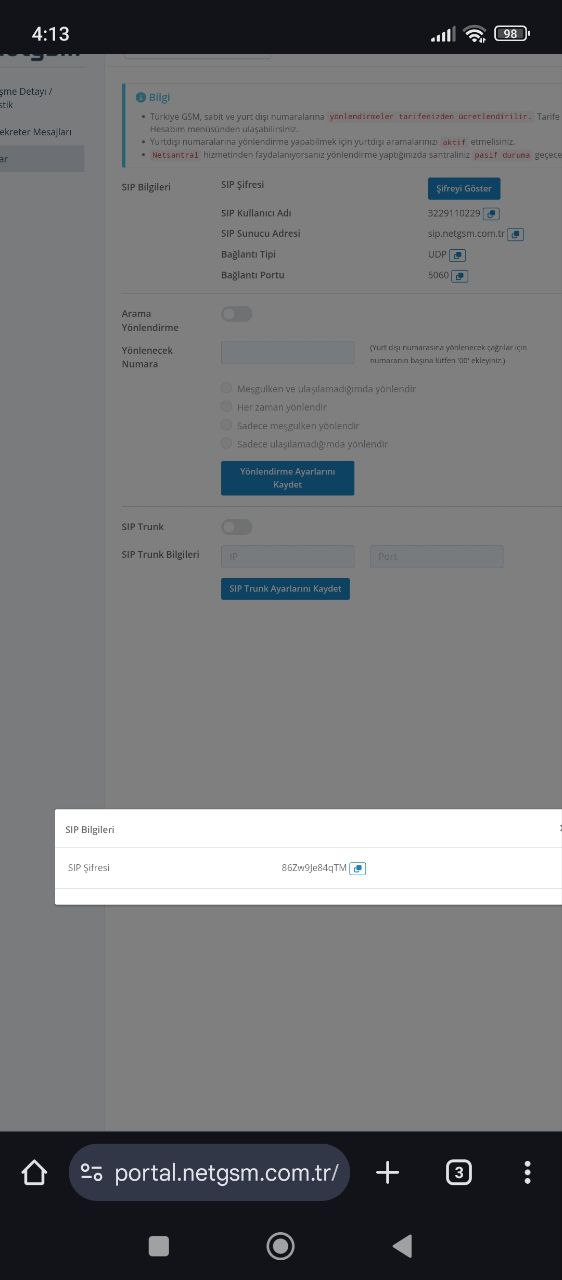 4:13
98
netgsm
şme Detayı /
stik
ekreter Mesajları
ar
Bilgi
• Türkiye GSM, sabit ve yurt dışı numaralarına yönlendirmeler tarifenizden ücretlendirilir. Tarife
Hesabım menüsünden ulaşabilirsiniz.
• Yurtdışı numaralarına yönlendirme yapabilmek için yurtdışı aramalarınızı aktif etmelisiniz.
• Netsantral hizmetinden faydalanıyorsanız yönlendirme yaptığınızda santraliniz pasif duruma geçece
SIP Bilgileri
SIP Şifresi
Şifreyi Göster
SIP Kullanıcı Adı
3229110229
SIP Sunucu Adresi
sip.netgsm.com.tr
Bağlantı Tipi
UDP
Bağlantı Portu
5060
Arama
Yönlendirme
Yönlenecek
Numara
(Yurt dışı numarasına yönlenecek çağrılar için
numaranın başına lütfen '00' ekleyiniz.)
Meşgulken ve ulaşılamadığımda yönlendir
Her zaman yönlendir
Sadece meşgulken yönlendir
Sadece ulaşılamadığımda yönlendir
Yönlendirme Ayarlarını
Kaydet
SIP Trunk
SIP Trunk Bilgileri
IP
Port
SIP Trunk Ayarlarını Kaydet
SIP Bilgileri
SIP Şifresi
86Zw9Je84qTM
portal.netgsm.com.tr/
3